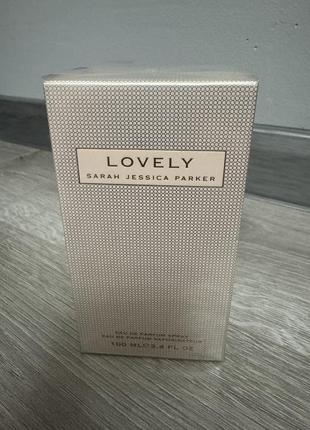 LOVELY
SARAH JESSICA PARKER
EAU DE PARFUM SPRAY
EAU DE PARFUM VAPORISATEUR
100 ML/3.4 FL OZ